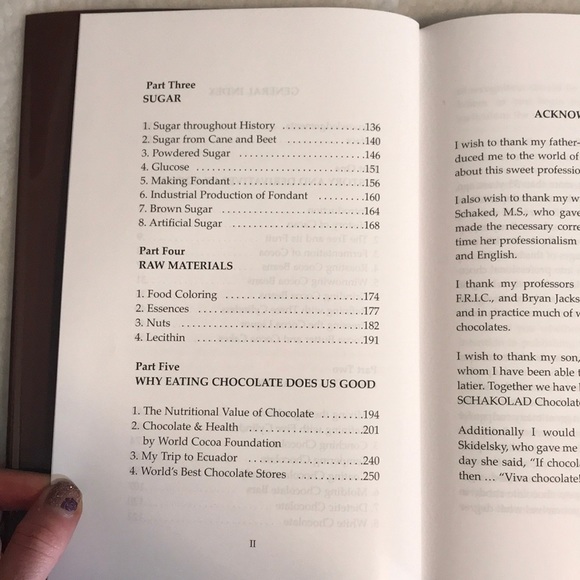 Part Three
SUGAR
1. Sugar throughout History ....................136
2. Sugar from Cane and Beet ....................140
3. Powdered Sugar ....................146
4. Glucose ....................151
5. Making Fondant ....................156
6. Industrial Production of Fondant ....................160
7. Brown Sugar ....................164
8. Artificial Sugar ....................168
Part Four
RAW MATERIALS
1. Food Coloring ....................174
2. Essences ....................177
3. Nuts ....................182
4. Lecithin ....................191
Part Five
WHY EATING CHOCOLATE DOES US GOOD
1. The Nutritional Value of Chocolate ..........194
2. Chocolate & Health ....................201
by World Cocoa Foundation
3. My Trip to Ecuador ....................240
4. World's Best Chocolate Stores ..........250
II
ACKNOW
I wish to thank my father-
duced me to the world of
about this sweet professio
I also wish to thank my w
Schaked, M.S., who gave
made the necessary corre
time her professionalism
and English.
I thank my professors
F.R.I.C., and Bryan Jacks
and in practice much of w
chocolates.
I wish to thank my son,
whom I have been able t
latier. Together we have
SCHAKOLAD Chocolat
Additionally I would
Skidelsky, who gave me
day she said, "If choco
then … "Viva chocolate!